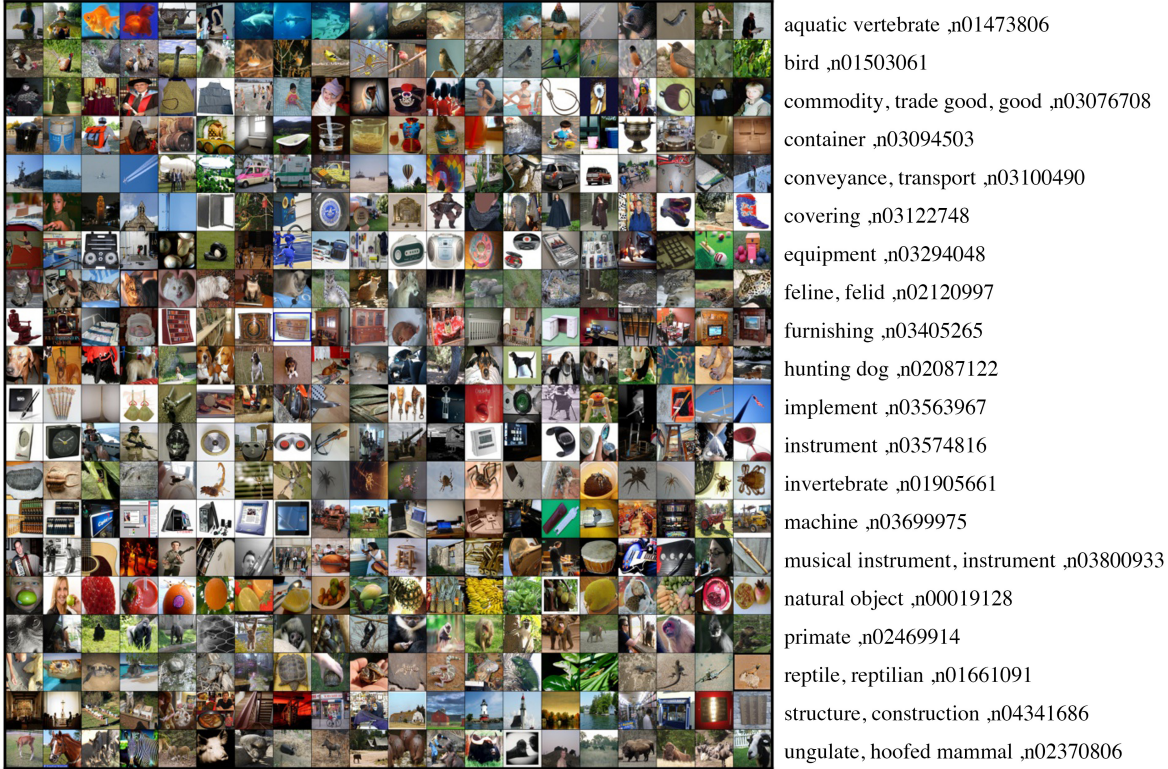 aquatic vertebrate ,n01473806
bird ,n01503061
commodity, trade good, good ,n03076708
container ,n03094503
conveyance, transport ,n03100490
covering ,n03122748
equipment ,n03294048
feline, felid ,n02120997
furnishing ,n03405265
hunting dog ,n02087122
implement ,n03563967
instrument ,n03574816
invertebrate ,n01905661
machine ,n03699975
musical instrument, instrument ,n03800933
natural object ,n00019128
primate ,n02469914
reptile, reptilian ,n01661091
structure, construction ,n04341686
ungulate, hoofed mammal ,n02370806